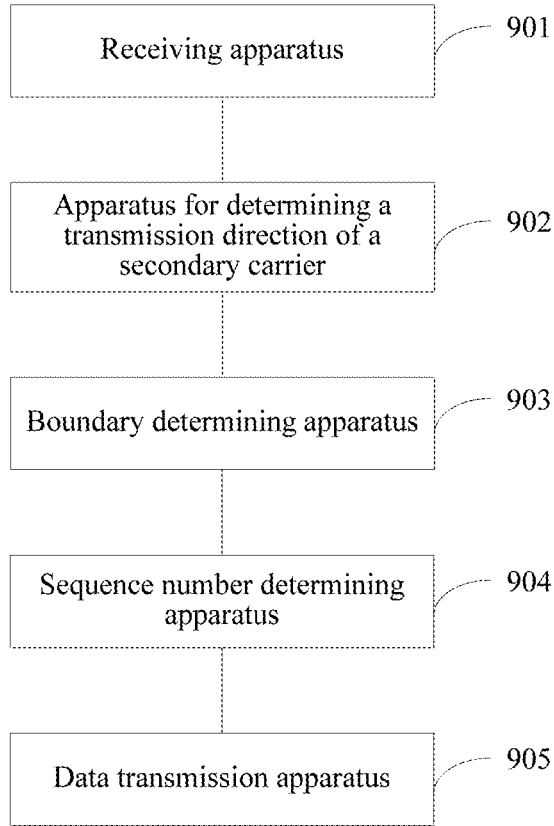 Receiving apparatus
901
Apparatus for determining a
transmission direction of a
secondary carrier
902
Boundary determining apparatus
903
Sequence number determining
apparatus
904
Data transmission apparatus
905